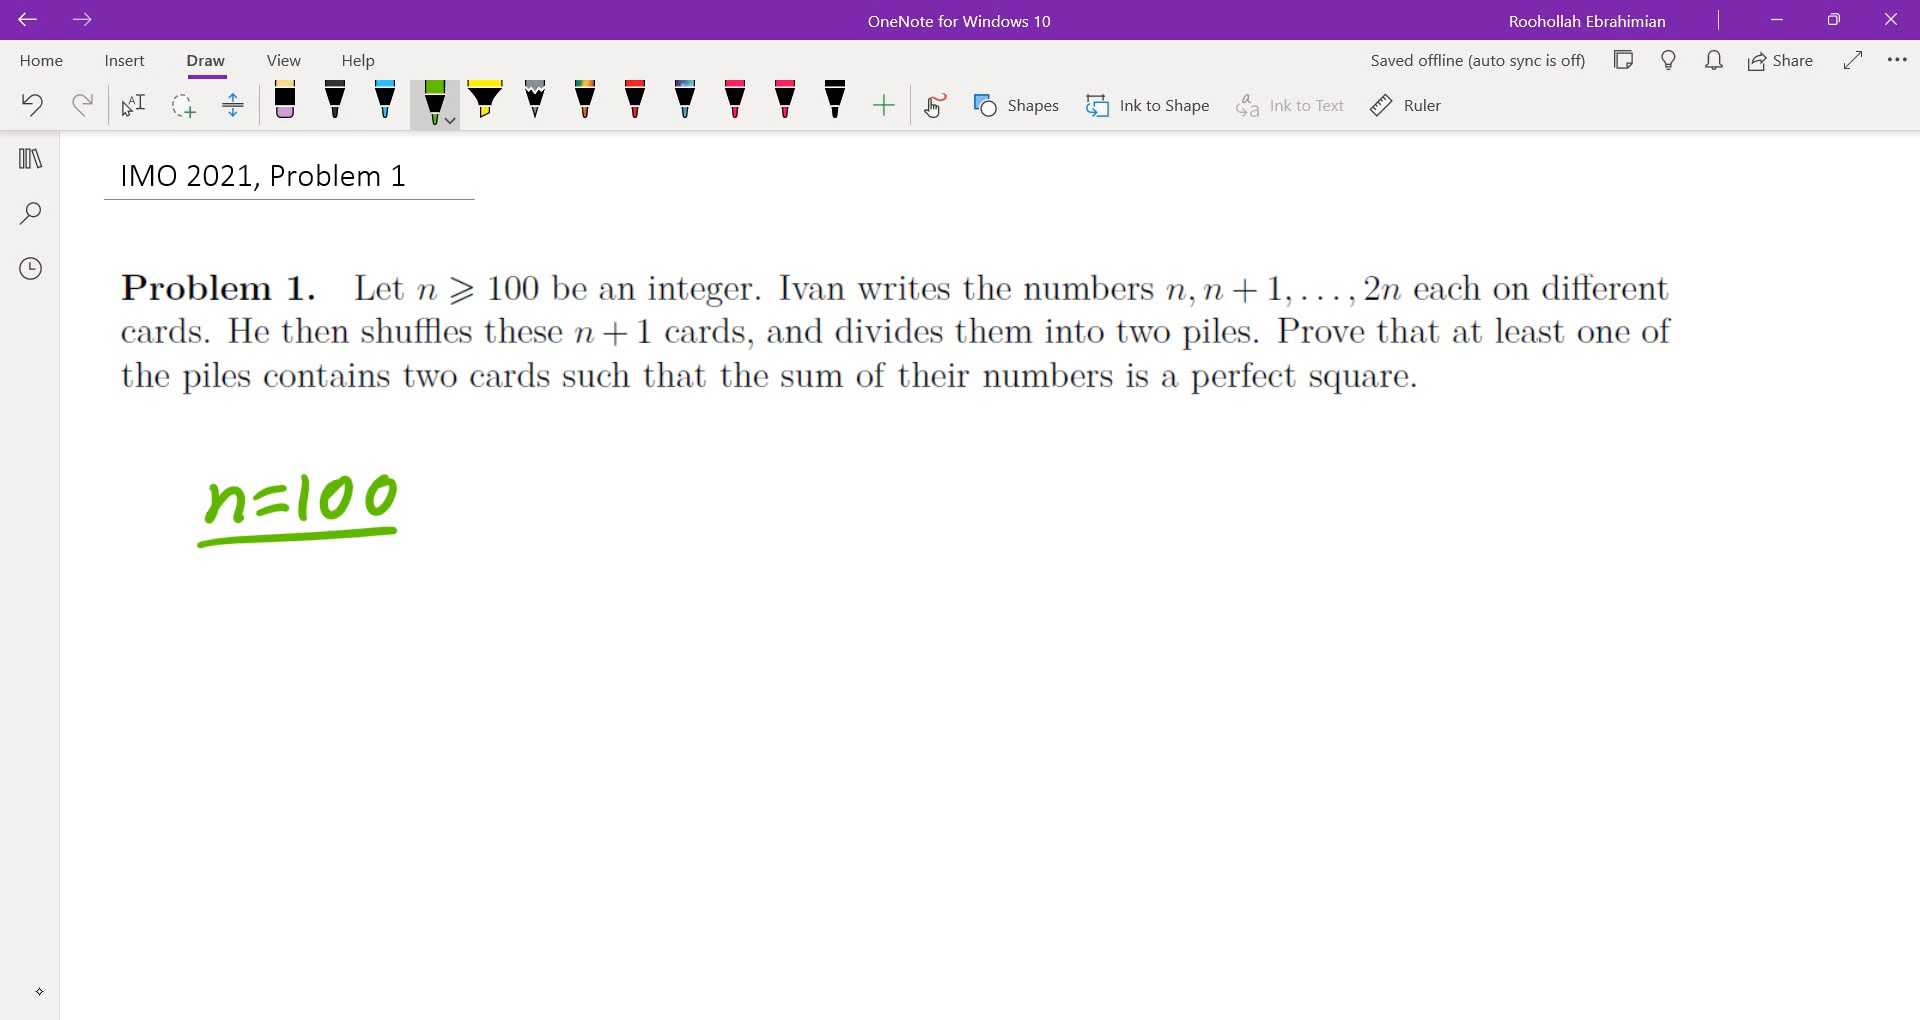 OneNote for Windows 10
Roohollah Ebrahimian
Home Insert Draw View Help
Saved offline (auto sync is off) Share
Shapes Ink to Shape Ink to Text Ruler
IMO 2021, Problem 1
Problem 1. Let n ⩾ 100 be an integer. Ivan writes the numbers n, n + 1, . . . , 2n each on different
cards. He then shuffles these n + 1 cards, and divides them into two piles. Prove that at least one of
the piles contains two cards such that the sum of their numbers is a perfect square.
n=100